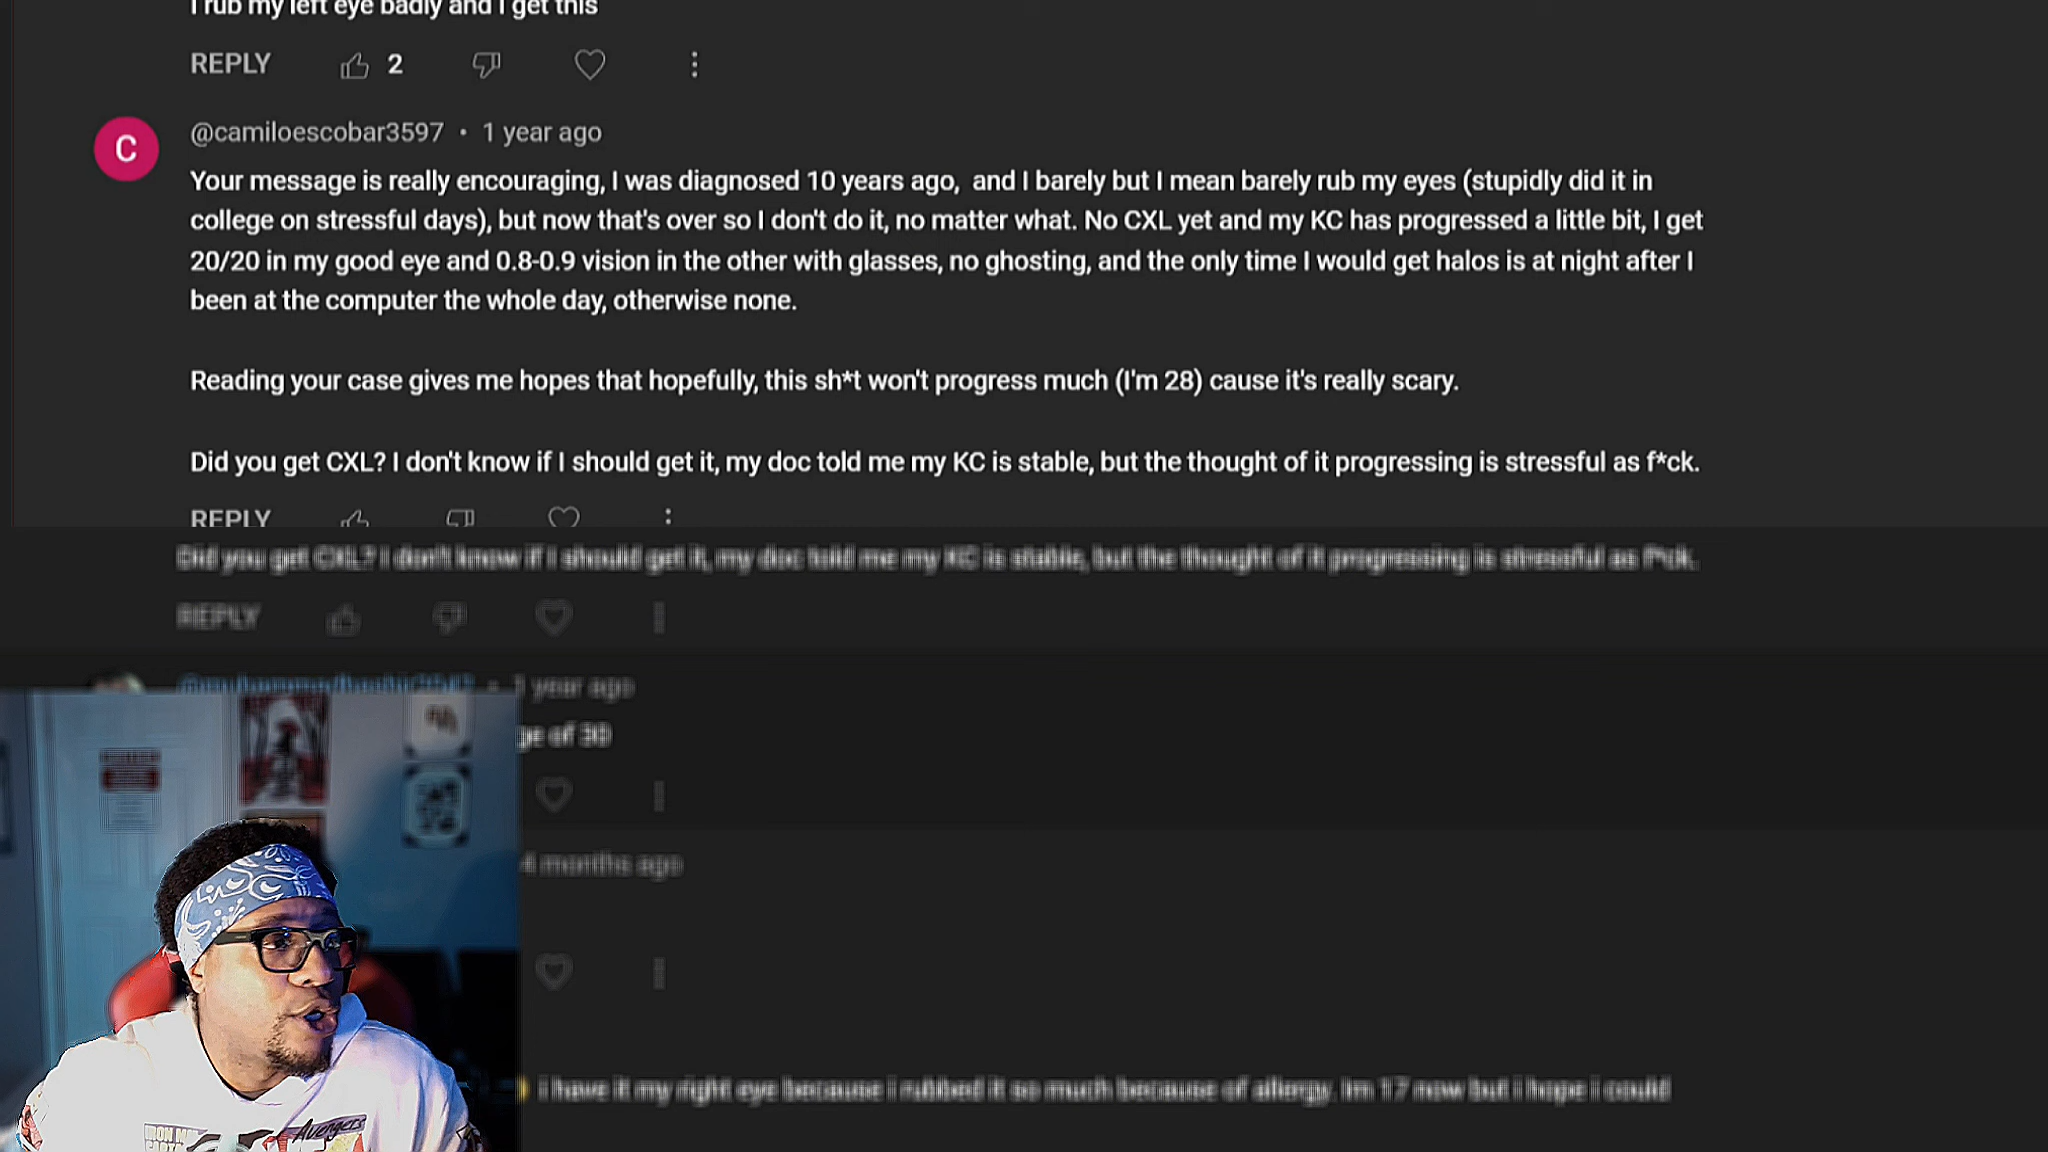 I rub my left eye badly and I get this
REPLY 2
C
@camiloescobar3597 • 1 year ago
Your message is really encouraging, I was diagnosed 10 years ago, and I barely but I mean barely rub my eyes (stupidly did it in
college on stressful days), but now that's over so I don't do it, no matter what. No CXL yet and my KC has progressed a little bit, I get
20/20 in my good eye and 0.8-0.9 vision in the other with glasses, no ghosting, and the only time I would get halos is at night after I
been at the computer the whole day, otherwise none.
Reading your case gives me hopes that hopefully, this sh*t won't progress much (I'm 28) cause it's really scary.
Did you get CXL? I don't know if I should get it, my doc told me my KC is stable, but the thought of it progressing is stressful as f*ck.
REPLY
Did you get CXL? I don't know if I should get it, my doc told me my KC is stable, but the thought of it progressing is stressful as f*ck.
REPLY
• 1 year ago
ge of 30
4 months ago
i have it my right eye because i rubbed it so much because of allergy. Im 17 now but i hope i could
IRON MA
Avengers